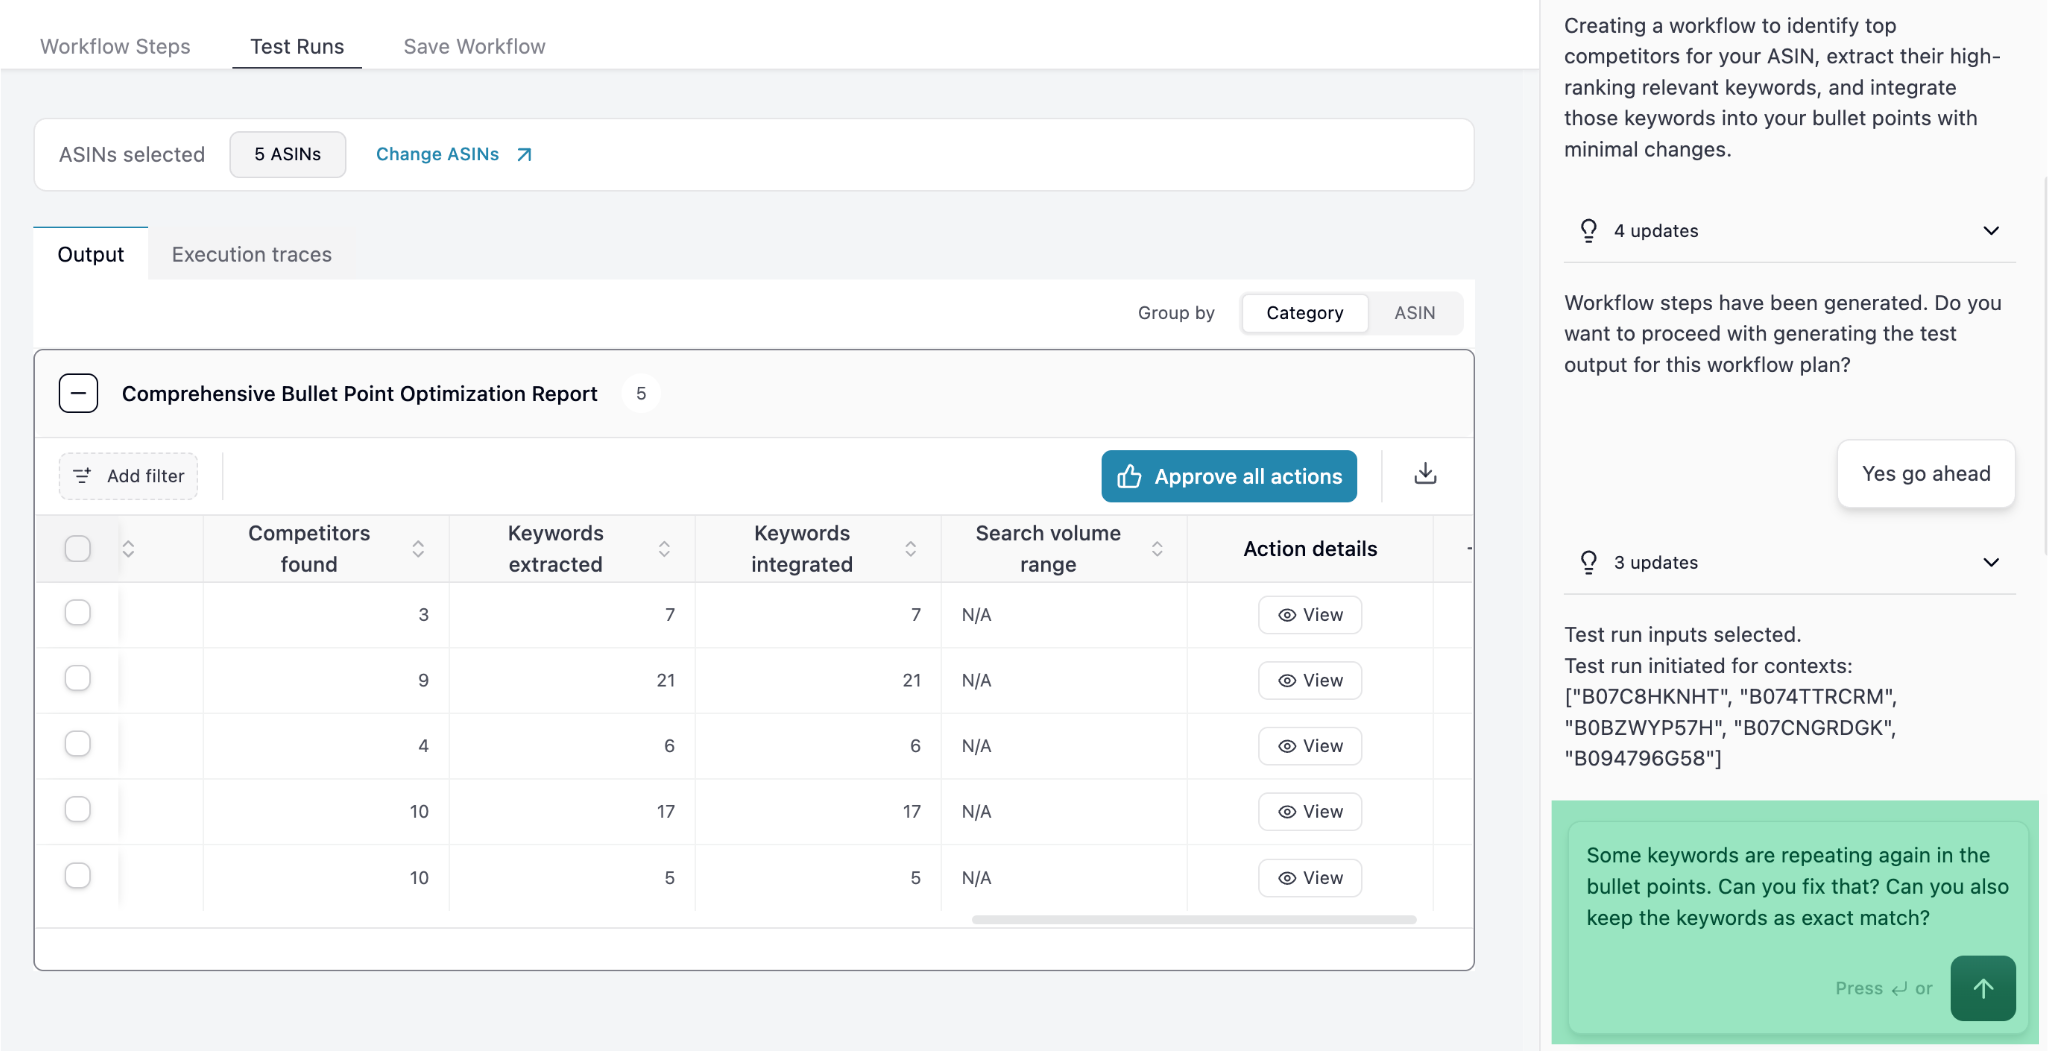 Workflow Steps
Test Runs
Save Workflow
ASINs selected
5 ASINs
Change ASINs
Output
Execution traces
Group by
Category
ASIN
Comprehensive Bullet Point Optimization Report
5
Add filter
Approve all actions
Competitors
found
Keywords
extracted
Keywords
integrated
Search volume
range
Action details
3
7
7
N/A
View
9
21
21
N/A
View
4
6
6
N/A
View
10
17
17
N/A
View
10
5
5
N/A
View
Creating a workflow to identify top
competitors for your ASIN, extract their high-
ranking relevant keywords, and integrate
those keywords into your bullet points with
minimal changes.
4 updates
Workflow steps have been generated. Do you
want to proceed with generating the test
output for this workflow plan?
Yes go ahead
3 updates
Test run inputs selected.
Test run initiated for contexts:
["B07C8HKNHT", "B074TTRCRM",
"B0BZWYP57H", "B07CNGRDGK",
"B094796G58"]
Some keywords are repeating again in the
bullet points. Can you fix that? Can you also
keep the keywords as exact match?
Press ↵ or